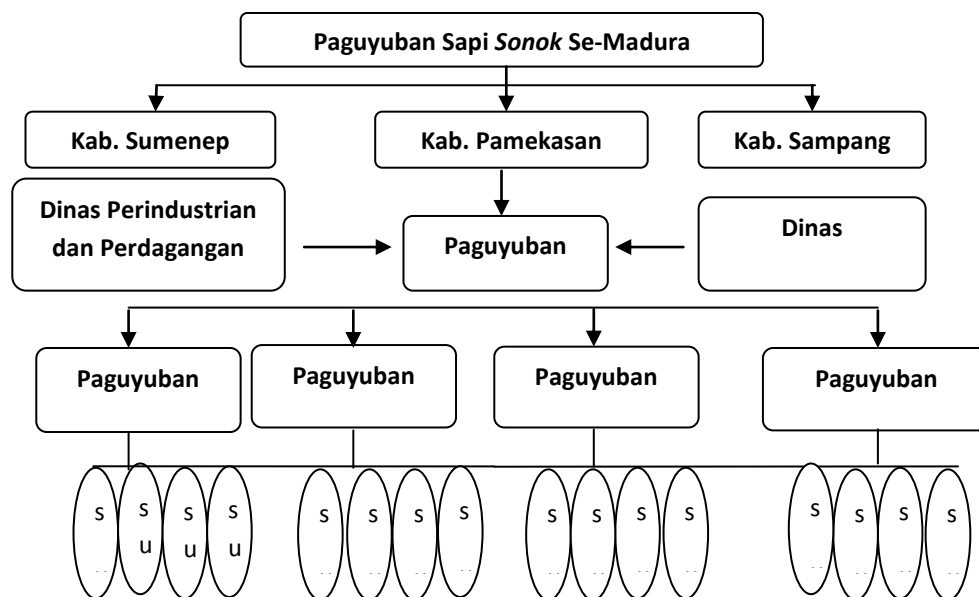 Paguyuban Sapi Sonok Se-Madura
Kab. Sumenep
Kab. Pamekasan
Kab. Sampang
Dinas Perindustrian
dan Perdagangan
Paguyuban
Dinas
Paguyuban
Paguyuban
Paguyuban
Paguyuban
s
s
u
s
u
s
u
s
s
s
s
s
s
s
s
s
s
s
s